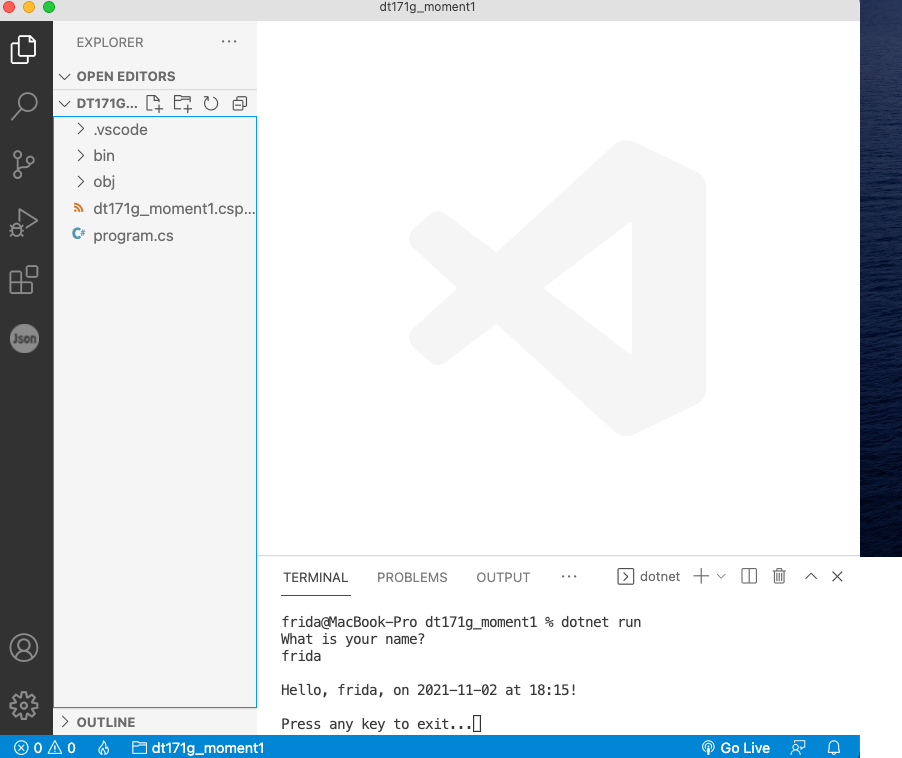 dt171g_moment1
EXPLORER
OPEN EDITORS
DT171G...
.vscode
bin
obj
dt171g_moment1.csp...
program.cs
Json
TERMINAL PROBLEMS OUTPUT dotnet
frida@MacBook-Pro dt171g_moment1 % dotnet run
What is your name?
frida
Hello, frida, on 2021-11-02 at 18:15!
Press any key to exit...
OUTLINE
0 0 dt171g_moment1 Go Live